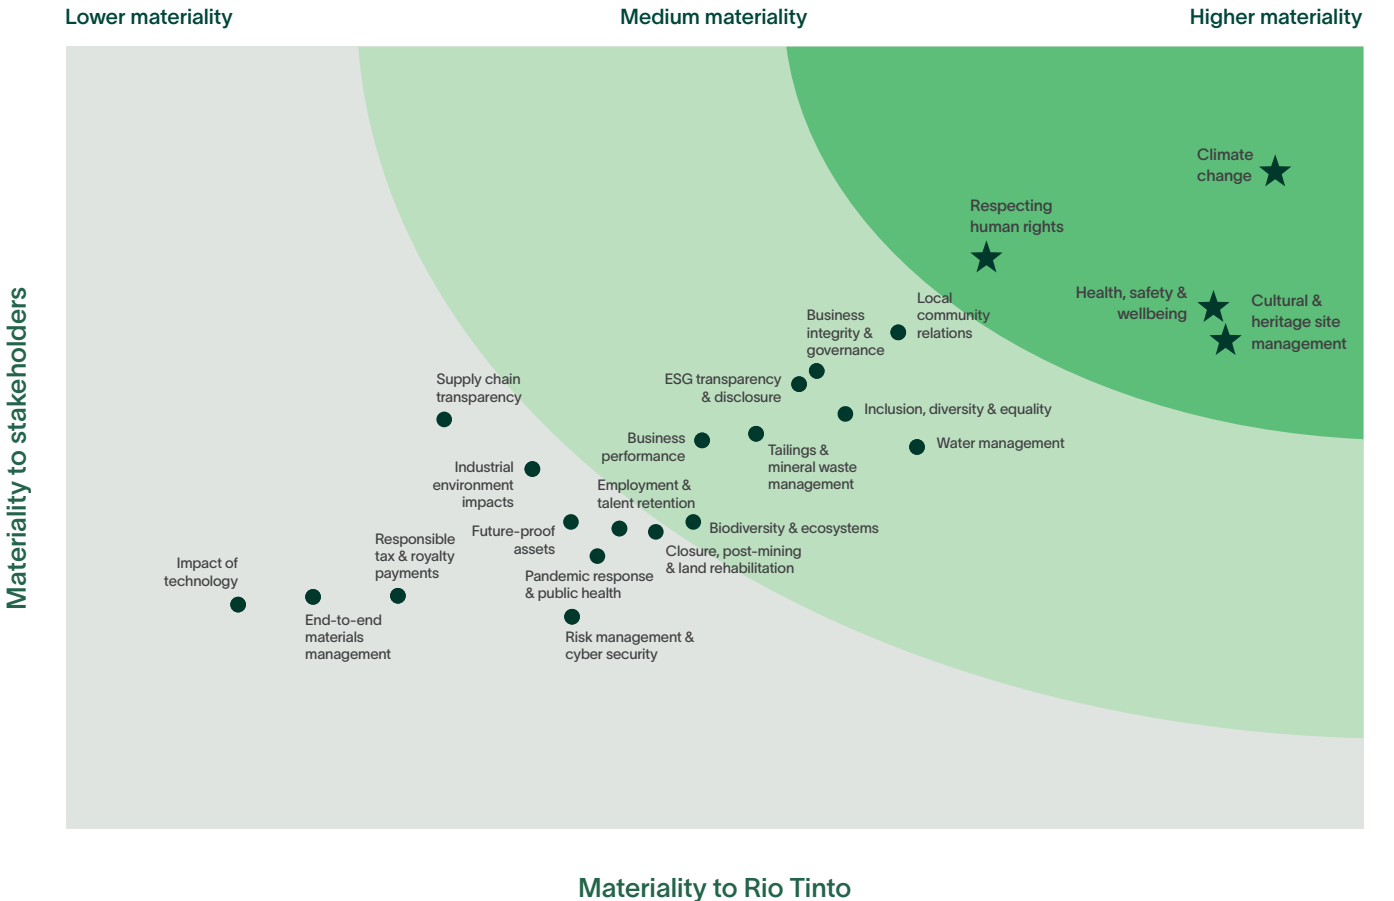 Lower materiality
Medium materiality
Higher materiality
Materiality to stakeholders
Climate
change
Respecting
human rights
Health, safety &
wellbeing
Cultural &
heritage site
management
Local
community
relations
Business
integrity &
governance
ESG transparency
& disclosure
Supply chain
transparency
Inclusion, diversity & equality
Business
performance
Tailings &
mineral waste
management
Water management
Industrial
environment
impacts
Employment &
talent retention
Future-proof
assets
Biodiversity & ecosystems
Closure, post-mining
& land rehabilitation
Responsible
tax & royalty
payments
Impact of
technology
Pandemic response
& public health
End-to-end
materials
management
Risk management &
cyber security
Materiality to Rio Tinto